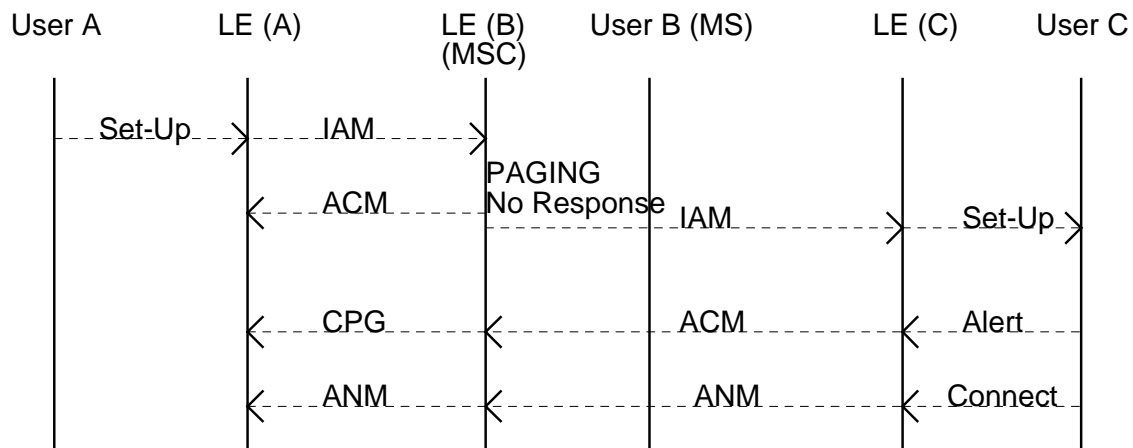 User A
LE (A)
LE (B)
(MSC)
User B (MS)
LE (C)
User C
Set-Up
IAM
PAGING
No Response
ACM
IAM
Set-Up
CPG
ACM
Alert
ANM
ANM
Connect